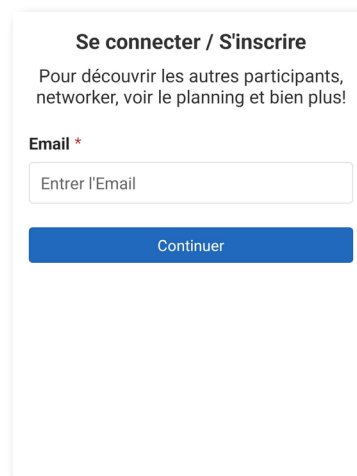 Se connecter / S'inscrire
Pour découvrir les autres participants,
networker, voir le planning et bien plus!
Email *
Entrer l'Email
Continuer